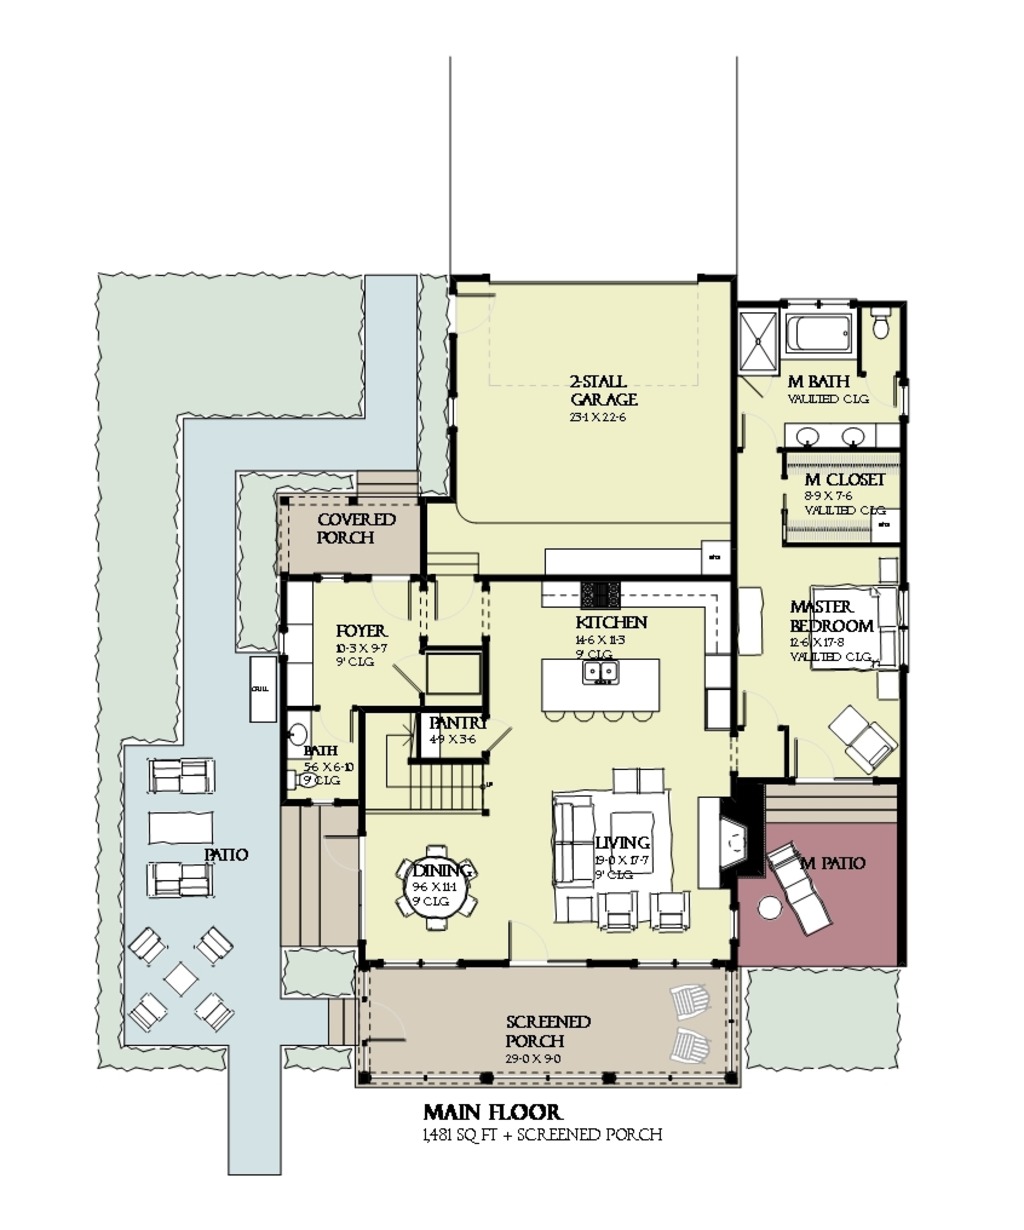 2-STALL
GARAGE
23-1 X 22-6
M BATH
VAULTED CLG
M CLOSET
8-9 X 7-6
VAULTED CLG
COVERED
PORCH
KITCHEN
14-6 X 11-3
9' CLG
MASTER
BEDROOM
12-6 X 17-8
VAULTED CLG
FOYER
10-3 X 9-7
9' CLG
GRILL
PANTRY
4-9 X 3-6
BATH
5-6 X 6-10
9' CLG
UP
PATIO
DINING
9-6 X 11-1
9' CLG
LIVING
19-0 X 17-7
9' CLG
M PATIO
SCREENED
PORCH
29-0 X 9-0
MAIN FLOOR
1,481 SQ FT + SCREENED PORCH